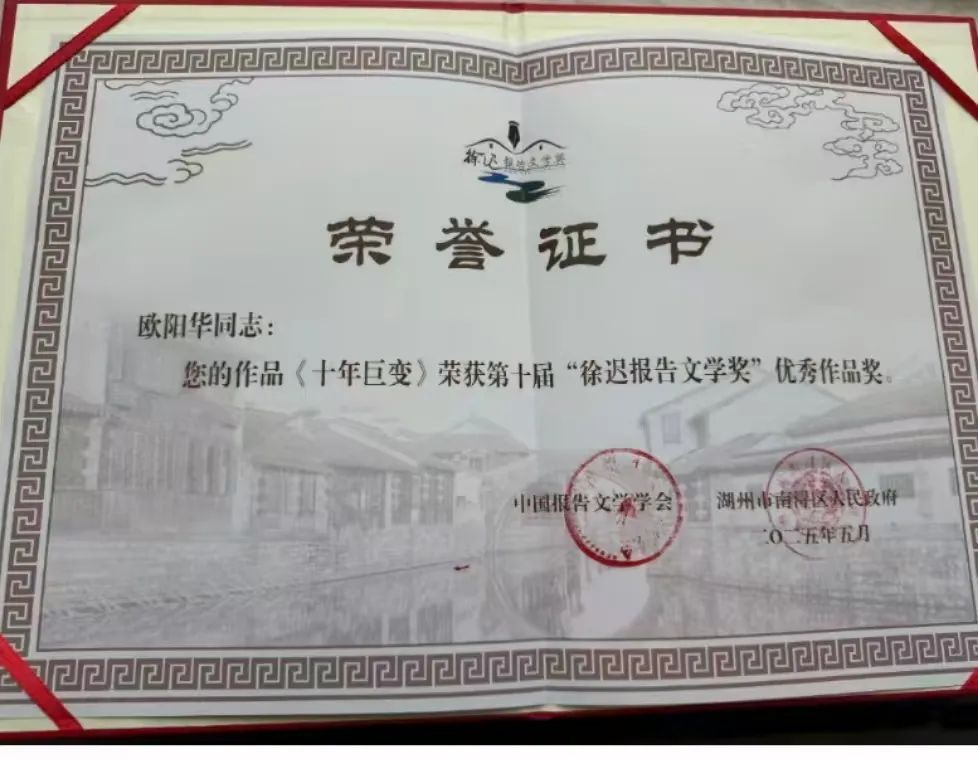 徐迟报告文学奖
荣誉证书
欧阳华同志：
您的作品《十年巨变》荣获第十届“徐迟报告文学奖”优秀作品奖。
中国报告文学学会 湖州市南浔区人民政府
二〇二五年五月